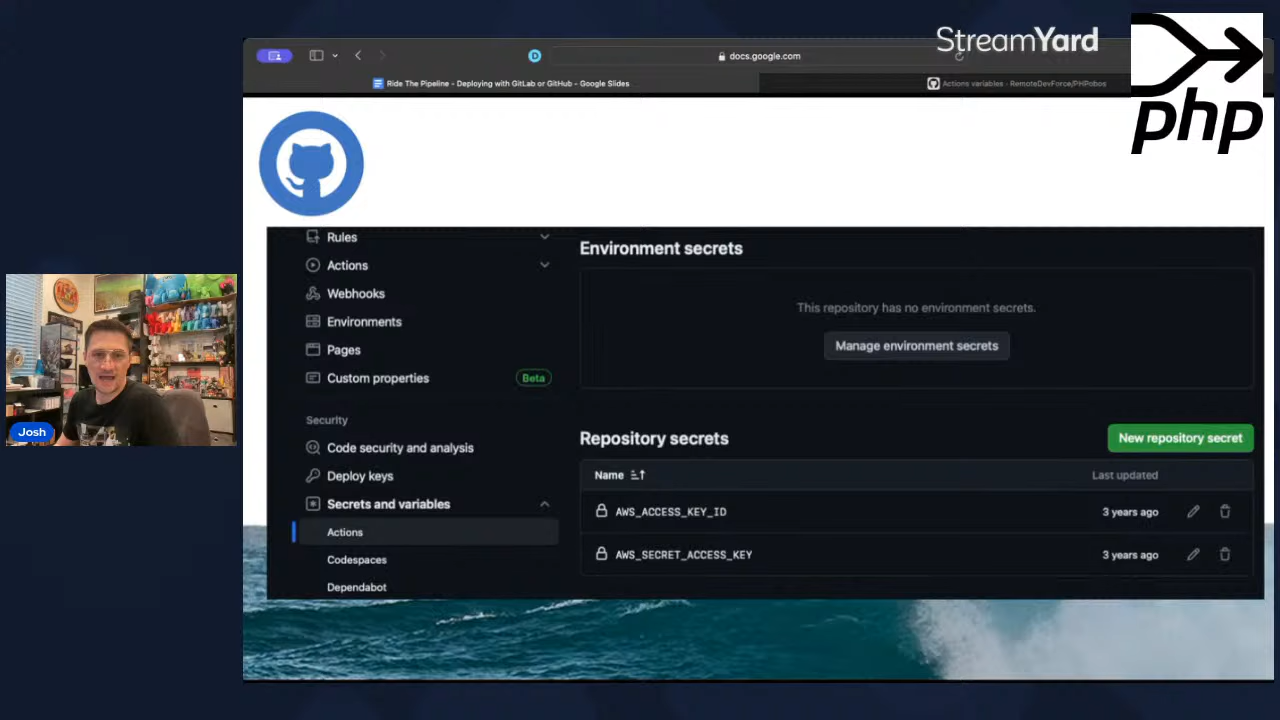 StreamYard
php
docs.google.com
Ride The Pipeline - Deploying with GitLab or GitHub - Google Slides
Actions variables · RemoteDevForce/PHPobos
Rules
Actions
Webhooks
Environments
Pages
Custom properties
Beta
Security
Code security and analysis
Deploy keys
Secrets and variables
Actions
Codespaces
Dependabot
Environment secrets
This repository has no environment secrets.
Manage environment secrets
Repository secrets
New repository secret
Name
Last updated
AWS_ACCESS_KEY_ID
3 years ago
AWS_SECRET_ACCESS_KEY
3 years ago
Josh